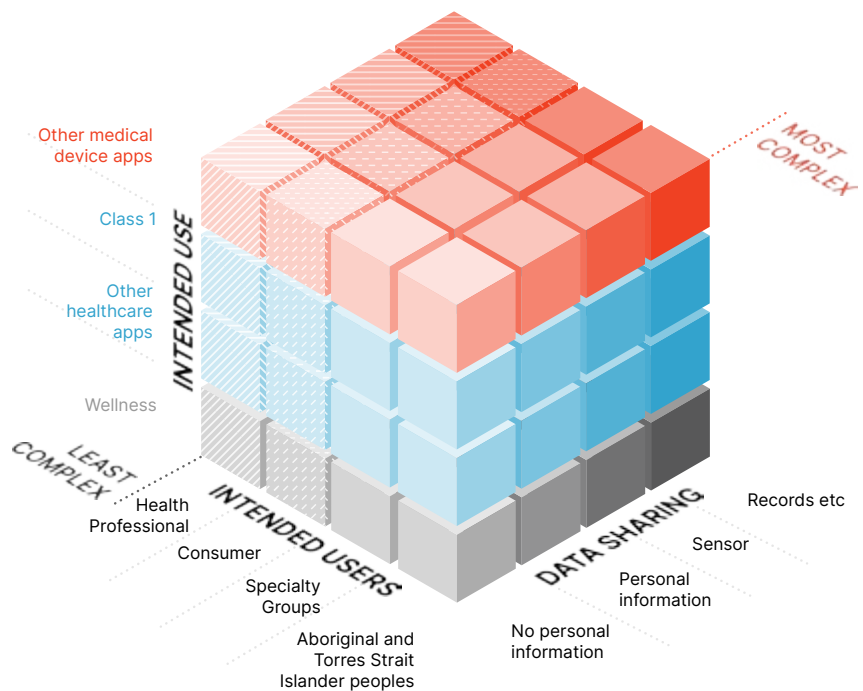 Other medical
device apps
Class 1
Other
healthcare
apps
Wellness
INTENDED USE
MOST
COMPLEX
LEAST
COMPLEX
Health
Professional
Consumer
Specialty
Groups
Aboriginal and
Torres Strait
Islander peoples
INTENDED USERS
DATA SHARING
No personal
information
Personal
information
Sensor
Records etc